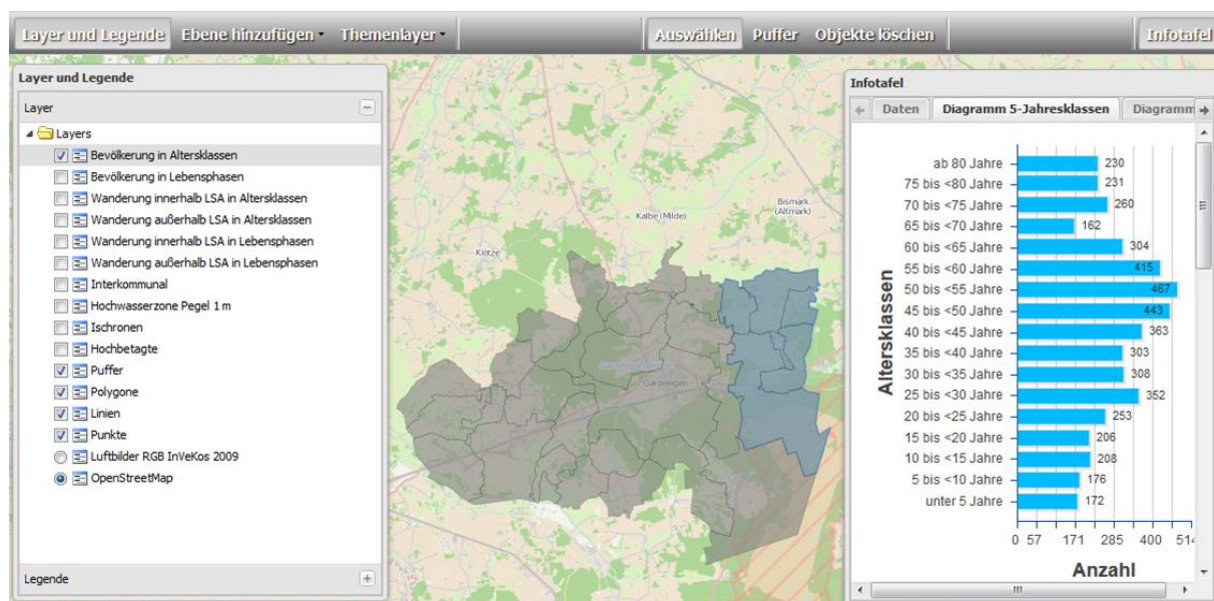 Layer und Legende Ebene hinzufügen Themenlayer Auswählen Puffer Objekte löschen Infotafel
Layer und Legende
Layer
Layers
Bevölkerung in Altersklassen
Bevölkerung in Lebensphasen
Wanderung innerhalb LSA in Altersklassen
Wanderung außerhalb LSA in Altersklassen
Wanderung innerhalb LSA in Lebensphasen
Wanderung außerhalb LSA in Lebensphasen
Interkommunal
Hochwasserzone Pegel 1 m
Ischronen
Hochbetagte
Puffer
Polygone
Linien
Punkte
Luftbilder RGB InVeKos 2009
OpenStreetMap
Legende
Kalbe (Milde)
Bismark
(Altmark)
Klötze
Gardelegen
Infotafel
Daten Diagramm 5-Jahresklassen Diagramm
Altersklassen
ab 80 Jahre 230
75 bis <80 Jahre 231
70 bis <75 Jahre 260
65 bis <70 Jahre 162
60 bis <65 Jahre 304
55 bis <60 Jahre 415
50 bis <55 Jahre 467
45 bis <50 Jahre 443
40 bis <45 Jahre 363
35 bis <40 Jahre 303
30 bis <35 Jahre 308
25 bis <30 Jahre 352
20 bis <25 Jahre 253
15 bis <20 Jahre 206
10 bis <15 Jahre 208
5 bis <10 Jahre 176
unter 5 Jahre 172
0 57 171 285 400 514
Anzahl